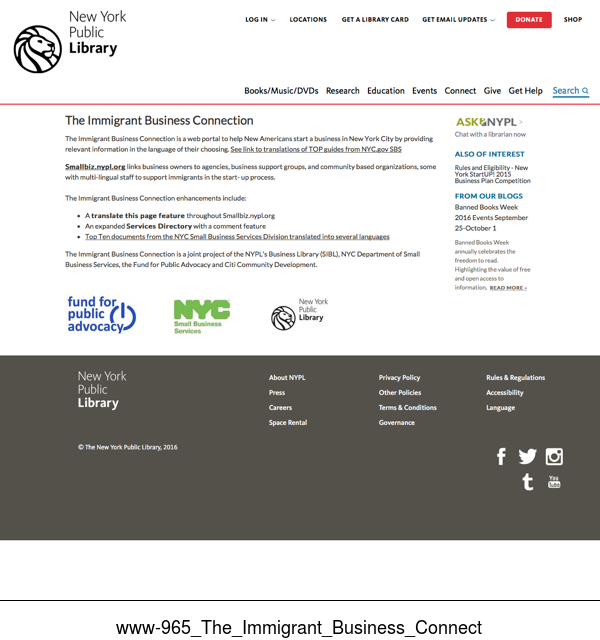 New York
Public
Library
LOG IN
LOCATIONS
GET A LIBRARY CARD
GET EMAIL UPDATES
DONATE
SHOP
Books/Music/DVDs Research Education Events Connect Give Get Help Search
The Immigrant Business Connection
The Immigrant Business Connection is a web portal to help New Americans start a business in New York City by providing
relevant information in the language of their choosing. See link to translations of TOP guides from NYC.gov SBS
Smallbiz.nypl.org links business owners to agencies, business support groups, and community based organizations, some
with multi-lingual staff to support immigrants in the start-up process.
The Immigrant Business Connection enhancements include:
• A translate this page feature throughout Smallbiz.nypl.org
• An expanded Services Directory with a comment feature
• Top Ten documents from the NYC Small Business Services Division translated into several languages
The Immigrant Business Connection is a joint project of the NYPL's Business Library (SIBL), NYC Department of Small
Business Services, the Fund for Public Advocacy and Citi Community Development.
ASK NYPL >
Chat with a librarian now
ALSO OF INTEREST
Rules and Eligibility - New
York StartUP! 2015
Business Plan Competition
FROM OUR BLOGS
Banned Books Week
2016 Events September
25-October 1
Banned Books Week
annually celebrates the
freedom to read.
Highlighting the value of free
and open access to
information. READ MORE ›
fund for
public
advocacy
NYC
Small Business
Services
New York
Public
Library
New York
Public
Library
About NYPL
Press
Careers
Space Rental
Privacy Policy
Other Policies
Terms & Conditions
Governance
Rules & Regulations
Accessibility
Language
© The New York Public Library, 2016
You
Tube
www-965_The_Immigrant_Business_Connect